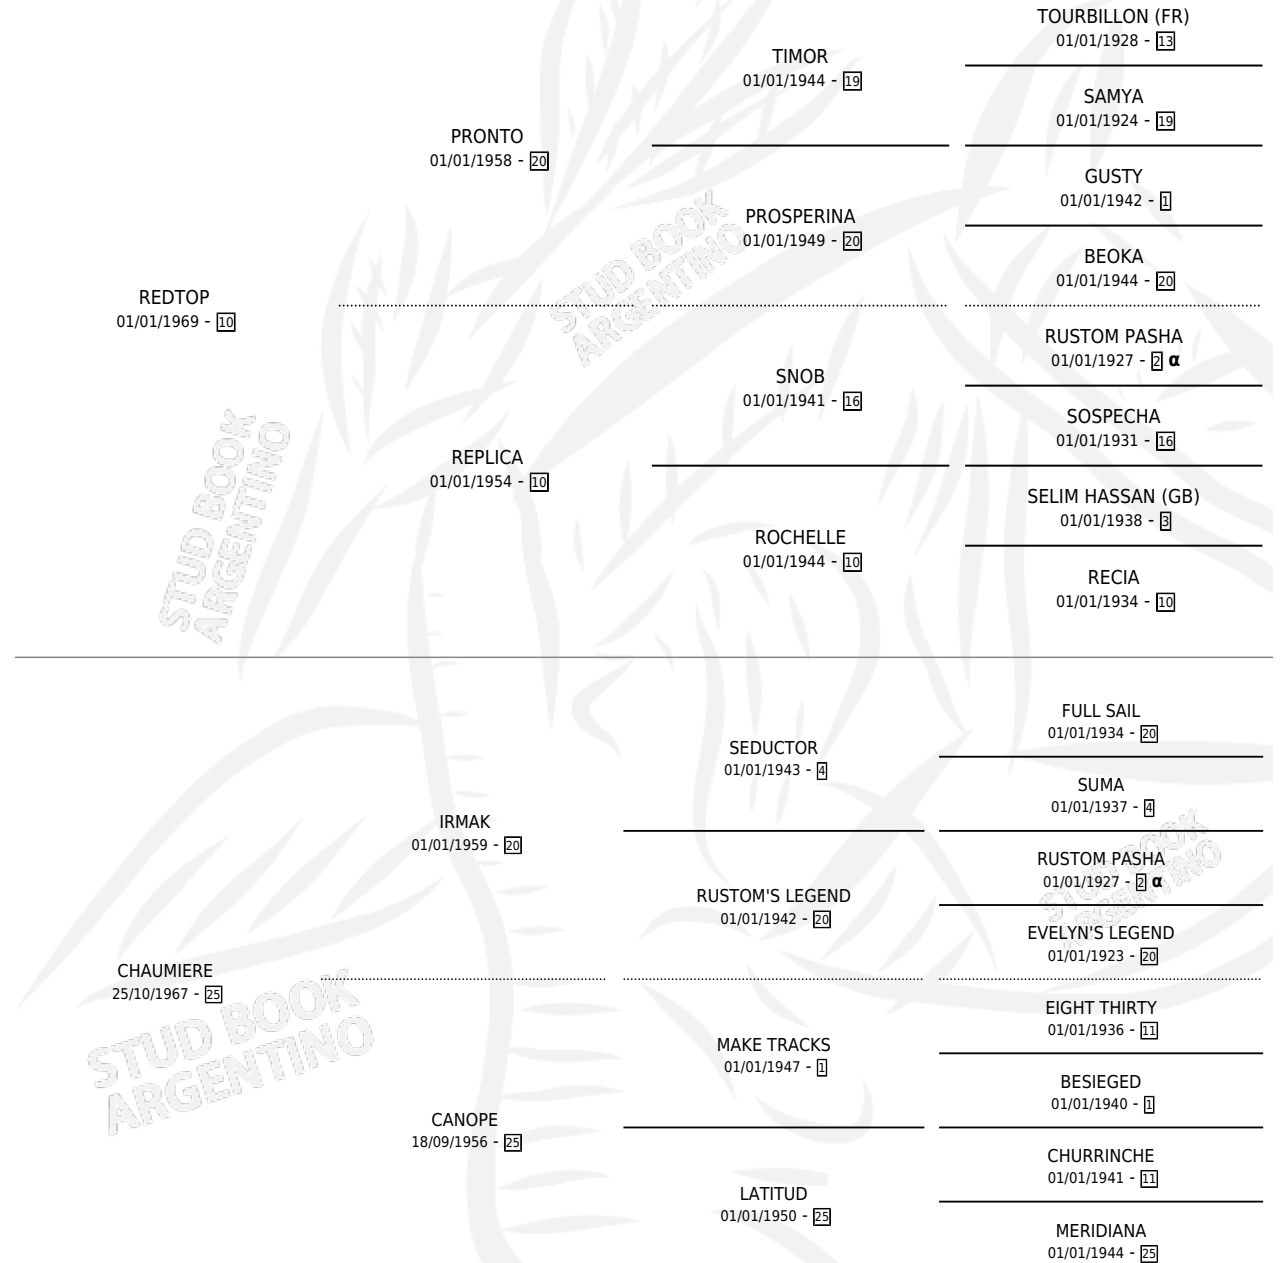 TOURBILLON (FR)
01/01/1928 - 13
TIMOR
01/01/1944 - 19
SAMYA
01/01/1924 - 19
PRONTO
01/01/1958 - 20
GUSTY
01/01/1942 - 1
PROSPERINA
01/01/1949 - 20
BEOKA
01/01/1944 - 20
REDTOP
01/01/1969 - 10
RUSTOM PASHA
01/01/1927 - 2 α
SNOB
01/01/1941 - 16
SOSPECHA
01/01/1931 - 16
REPLICA
01/01/1954 - 10
SELIM HASSAN (GB)
01/01/1938 - 3
ROCHELLE
01/01/1944 - 10
RECIA
01/01/1934 - 10
FULL SAIL
01/01/1934 - 20
SEDUCTOR
01/01/1943 - 4
SUMA
01/01/1937 - 4
IRMAK
01/01/1959 - 20
RUSTOM PASHA
01/01/1927 - 2 α
RUSTOM'S LEGEND
01/01/1942 - 20
EVELYN'S LEGEND
01/01/1923 - 20
CHAUMIERE
25/10/1967 - 25
EIGHT THIRTY
01/01/1936 - 11
MAKE TRACKS
01/01/1947 - 1
BESIEGED
01/01/1940 - 1
CANOPE
18/09/1956 - 25
CHURRINCHE
01/01/1941 - 11
LATITUD
01/01/1950 - 25
MERIDIANA
01/01/1944 - 25
STUD BOOK
ARGENTINO
STUD BOOK
ARGENTINO
STUD BOOK
ARGENTINO
STUD BOOK
ARGENTINO